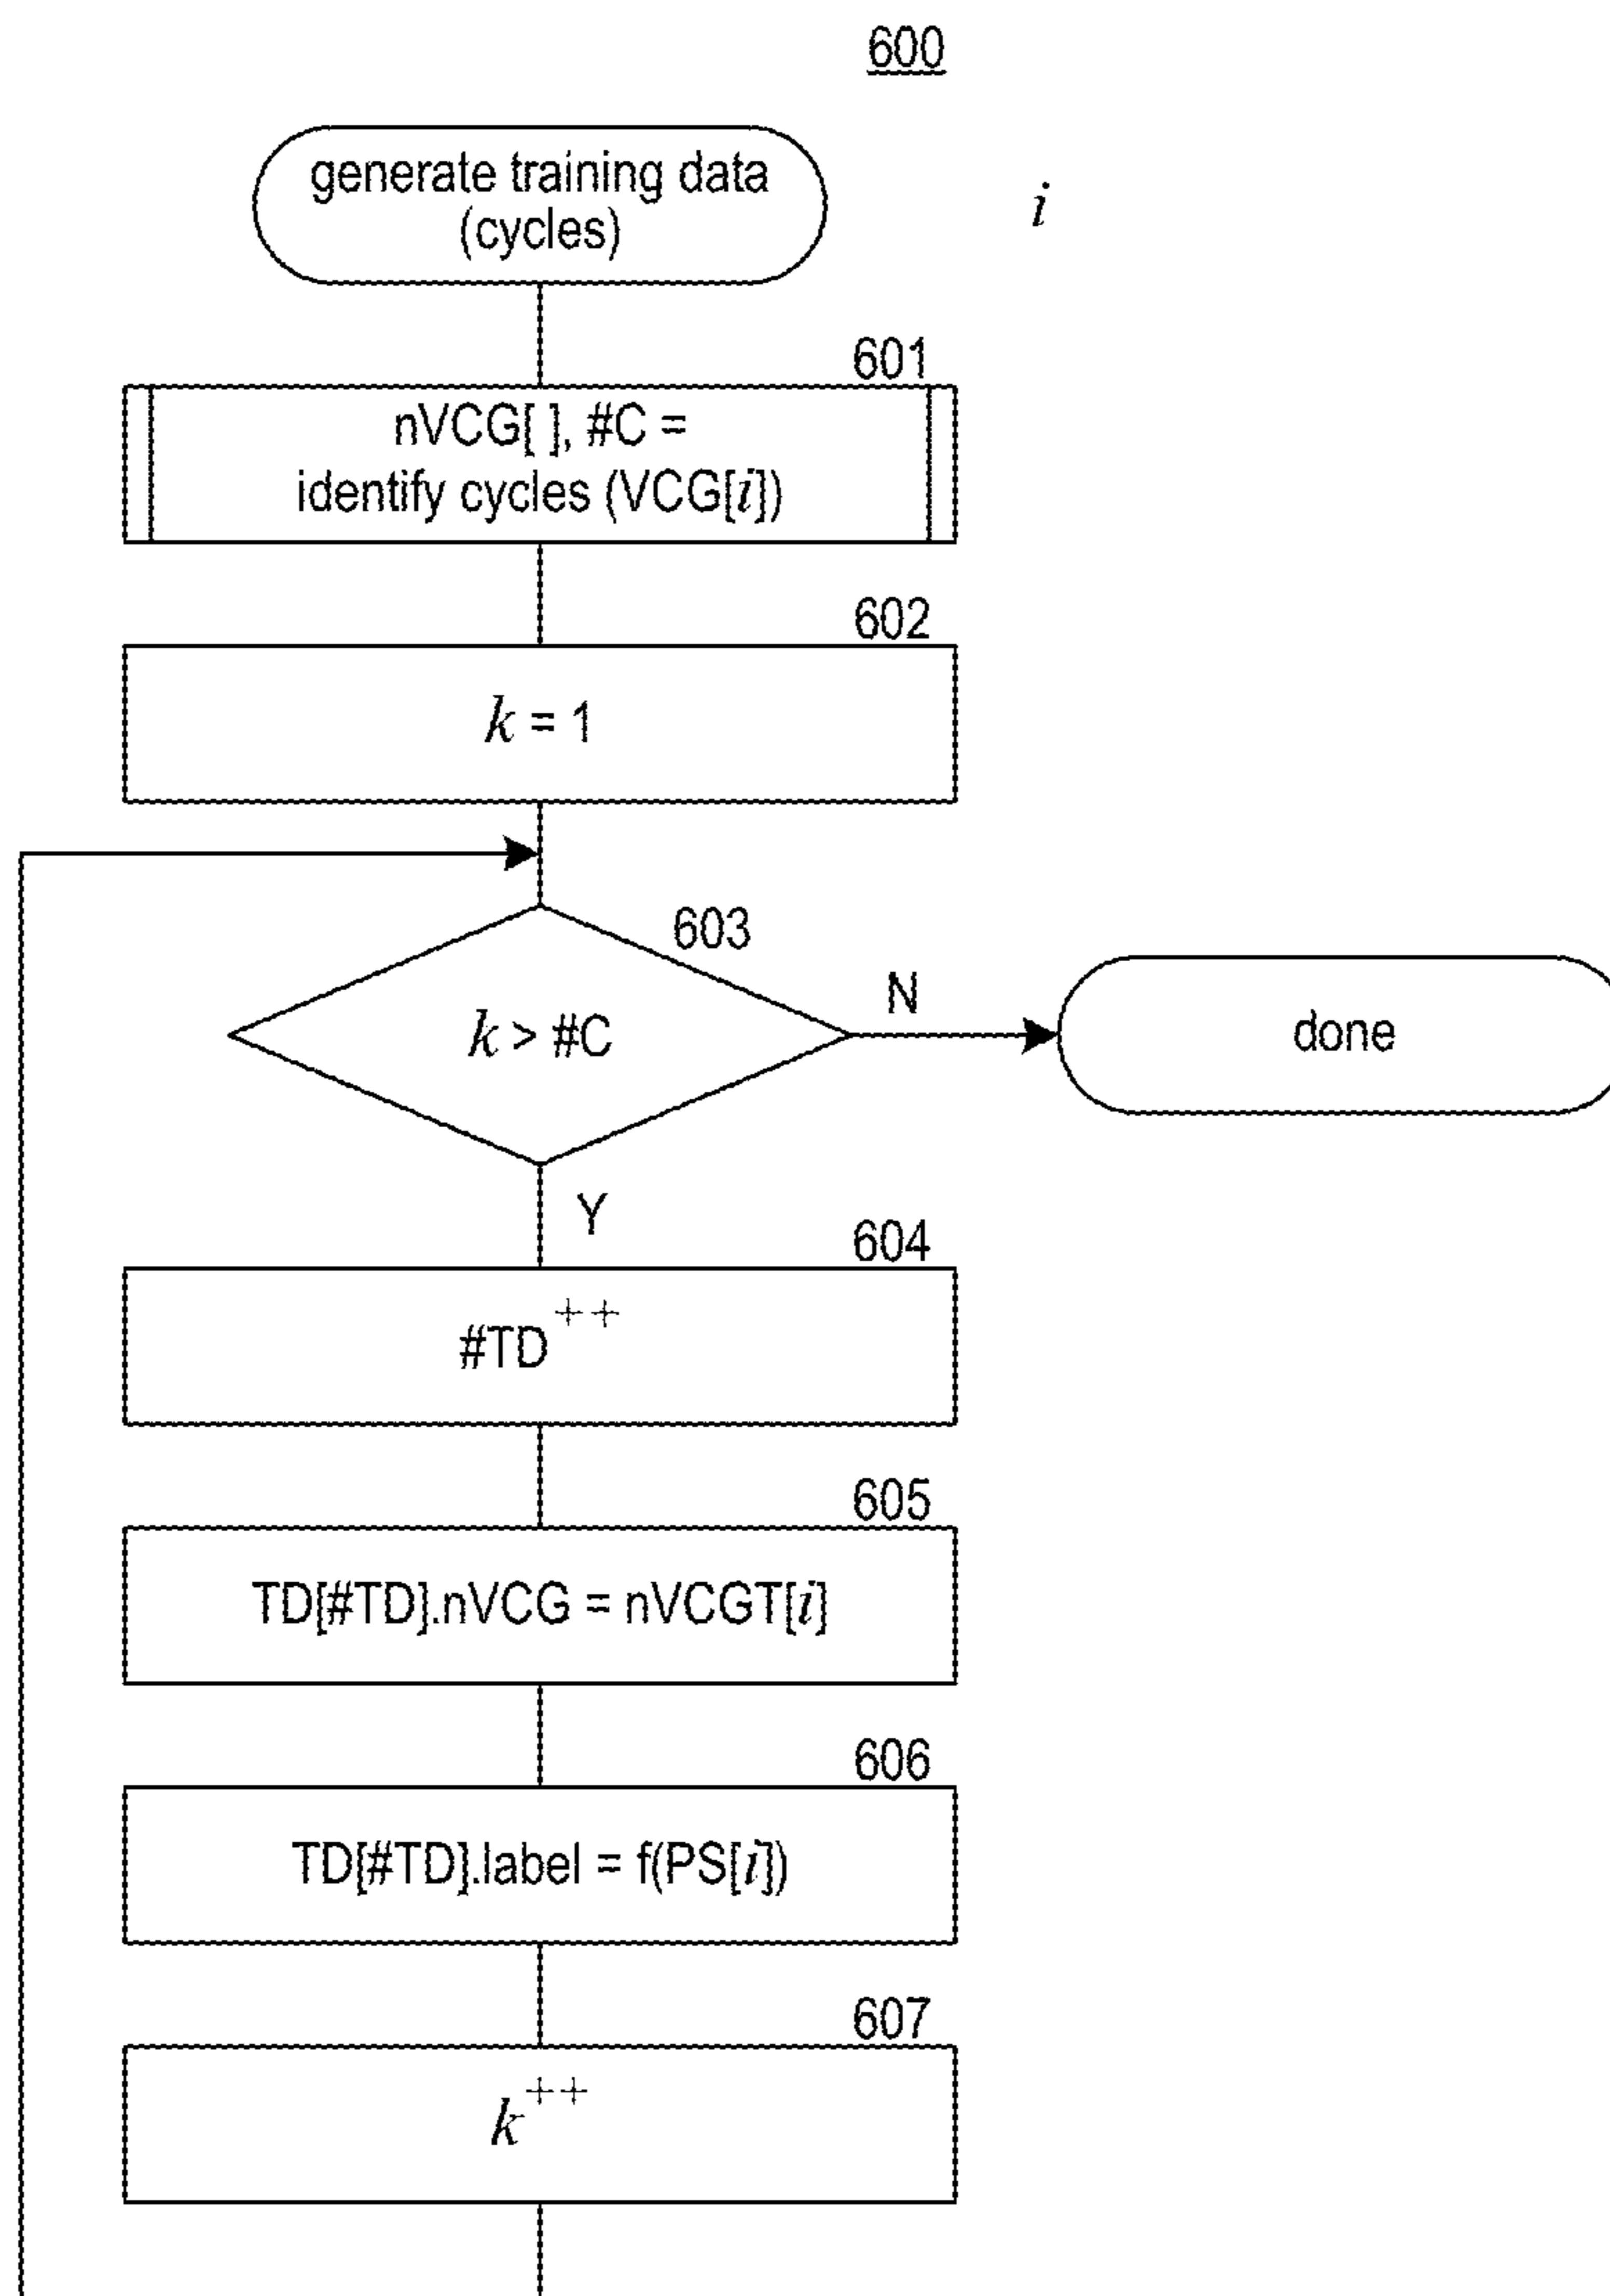 600
generate training data
(cycles)
i
601
nVCG[ ], #C =
identify cycles (VCG[i])
602
k = 1
603
k > #C
N
done
Y
604
#TD++
605
TD[#TD].nVCG = nVCGT[i]
606
TD[#TD].label = f(PS[i])
607
k++